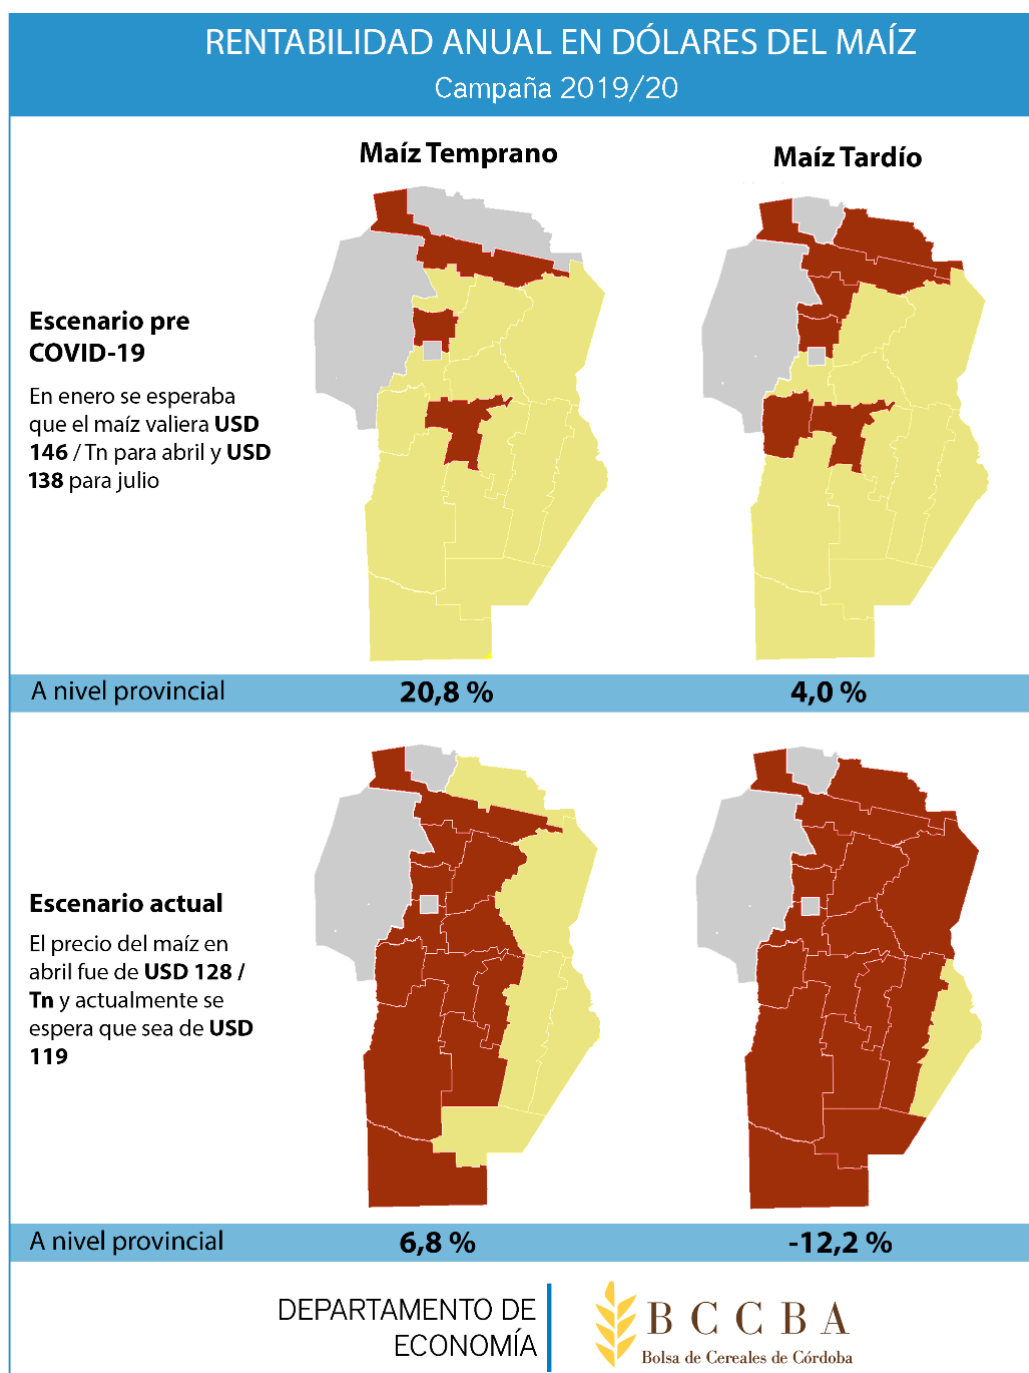 RENTABILIDAD ANUAL EN DÓLARES DEL MAÍZ
Campaña 2019/20
Maíz Temprano
Maíz Tardío
Escenario pre
COVID-19
En enero se esperaba
que el maíz valiera USD
146 / Tn para abril y USD
138 para julio
A nivel provincial
20,8 %
4,0 %
Escenario actual
El precio del maíz en
abril fue de USD 128 /
Tn y actualmente se
espera que sea de USD
119
A nivel provincial
6,8 %
-12,2 %
DEPARTAMENTO DE
ECONOMÍA
BCCBA
Bolsa de Cereales de Córdoba